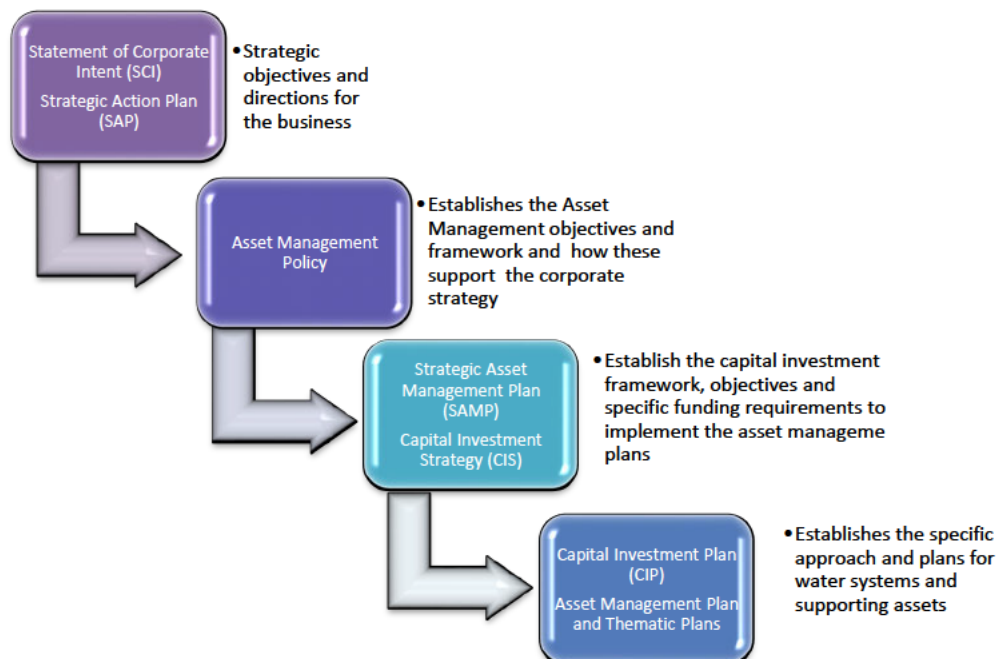 Statement of Corporate
Intent (SCI)
Strategic Action Plan
(SAP)
•Strategic
objectives and
directions for
the business
Asset Management
Policy
•Establishes the Asset
Management objectives and
framework and how these
support the corporate
strategy
Strategic Asset
Management Plan
(SAMP)
Capital Investment
Strategy (CIS)
•Establish the capital investment
framework, objectives and
specific funding requirements to
implement the asset manageme
plans
Capital Investment Plan
(CIP)
Asset Management Plan
and Thematic Plans
•Establishes the specific
approach and plans for
water systems and
supporting assets